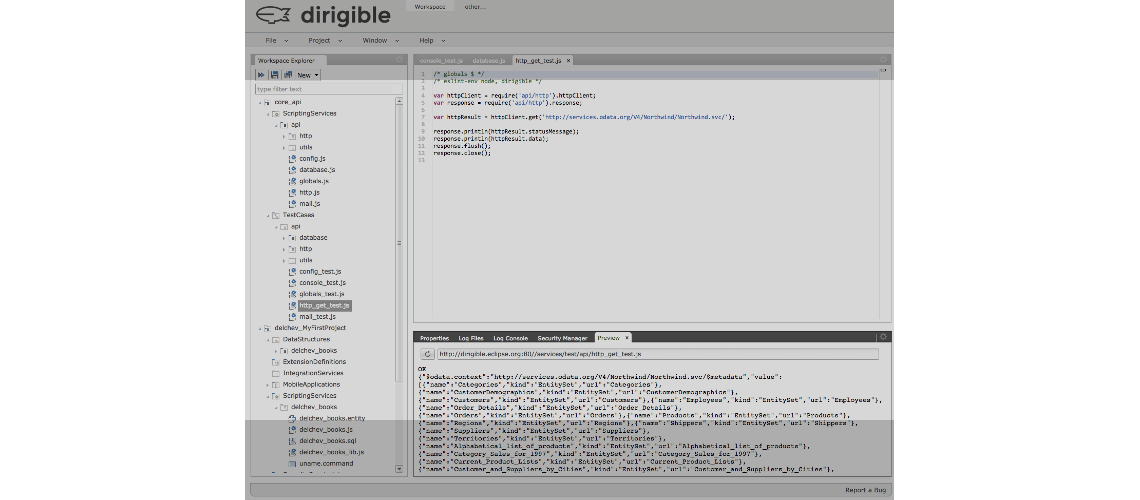 dirigible
Workspace
other...
File
Project
Window
Help
Workspace Explorer
New
type filter text
core_api
ScriptingServices
api
http
utils
config.js
database.js
globals.js
http.js
mail.js
TestCases
api
database
http
utils
config_test.js
console_test.js
globals_test.js
http_get_test.js
mail_test.js
delchev_MyFirstProject
DataStructures
delchev_books
ExtensionDefinitions
IntegrationServices
MobileApplications
ScriptingServices
delchev_books
delchev_books.entity
delchev_books.js
delchev_books.sql
delchev_books_lib.js
uname.command
console_test.js
database.js
http_get_test.js
1 /* globals $ */
2 /* eslint-env node, dirigible */
3
4 var httpClient = require('api/http').httpClient;
5 var response = require('api/http').response;
6
7 var httpResult = httpClient.get('http://services.odata.org/V4/Northwind/Northwind.svc/');
8
9 response.println(httpResult.statusMessage);
10 response.println(httpResult.data);
11 response.flush();
12 response.close();
13
Properties
Log Files
Log Console
Security Manager
Preview
http://dirigible.eclipse.org:80//services/test/api/http_get_test.js
OK
{"@odata.context":"http://services.odata.org/V4/Northwind/Northwind.svc/$metadata","value":
[{"name":"Categories","kind":"EntitySet","url":"Categories"},
{"name":"CustomerDemographics","kind":"EntitySet","url":"CustomerDemographics"},
{"name":"Customers","kind":"EntitySet","url":"Customers"},{"name":"Employees","kind":"EntitySet","url":"Employees"},
{"name":"Order_Details","kind":"EntitySet","url":"Order_Details"},
{"name":"Orders","kind":"EntitySet","url":"Orders"},{"name":"Products","kind":"EntitySet","url":"Products"},
{"name":"Regions","kind":"EntitySet","url":"Regions"},{"name":"Shippers","kind":"EntitySet","url":"Shippers"},
{"name":"Suppliers","kind":"EntitySet","url":"Suppliers"},
{"name":"Territories","kind":"EntitySet","url":"Territories"},
{"name":"Alphabetical_list_of_products","kind":"EntitySet","url":"Alphabetical_list_of_products"},
{"name":"Category_Sales_for_1997","kind":"EntitySet","url":"Category_Sales_for_1997"},
{"name":"Current_Product_Lists","kind":"EntitySet","url":"Current_Product_Lists"},
{"name":"Customer_and_Suppliers_by_Cities","kind":"EntitySet","url":"Customer_and_Suppliers_by_Cities"},
Report a Bug